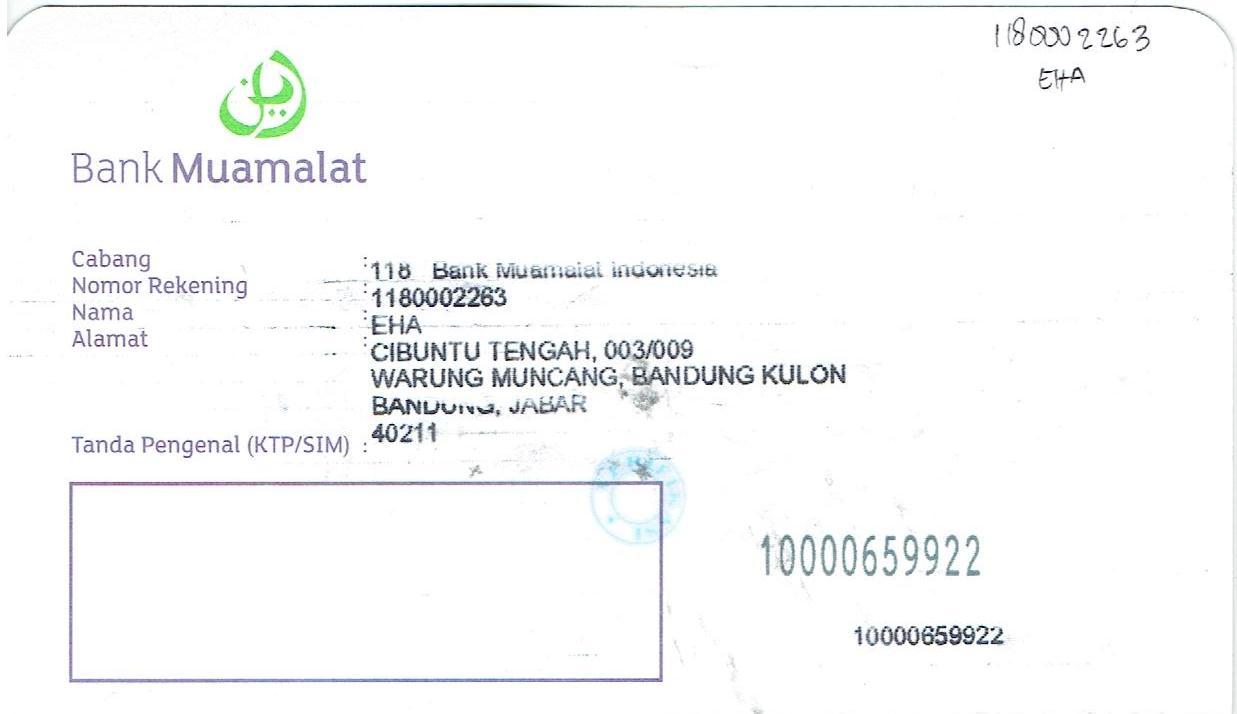 1180002263
EHA
Bank Muamalat
Cabang : 118 Bank Muamalat Indonesia
Nomor Rekening : 1180002263
Nama : EHA
Alamat : CIBUNTU TENGAH, 003/009
WARUNG MUNCANG, BANDUNG KULON
BANDUNG, JABAR
40211
Tanda Pengenal (KTP/SIM) :
10000659922
10000659922